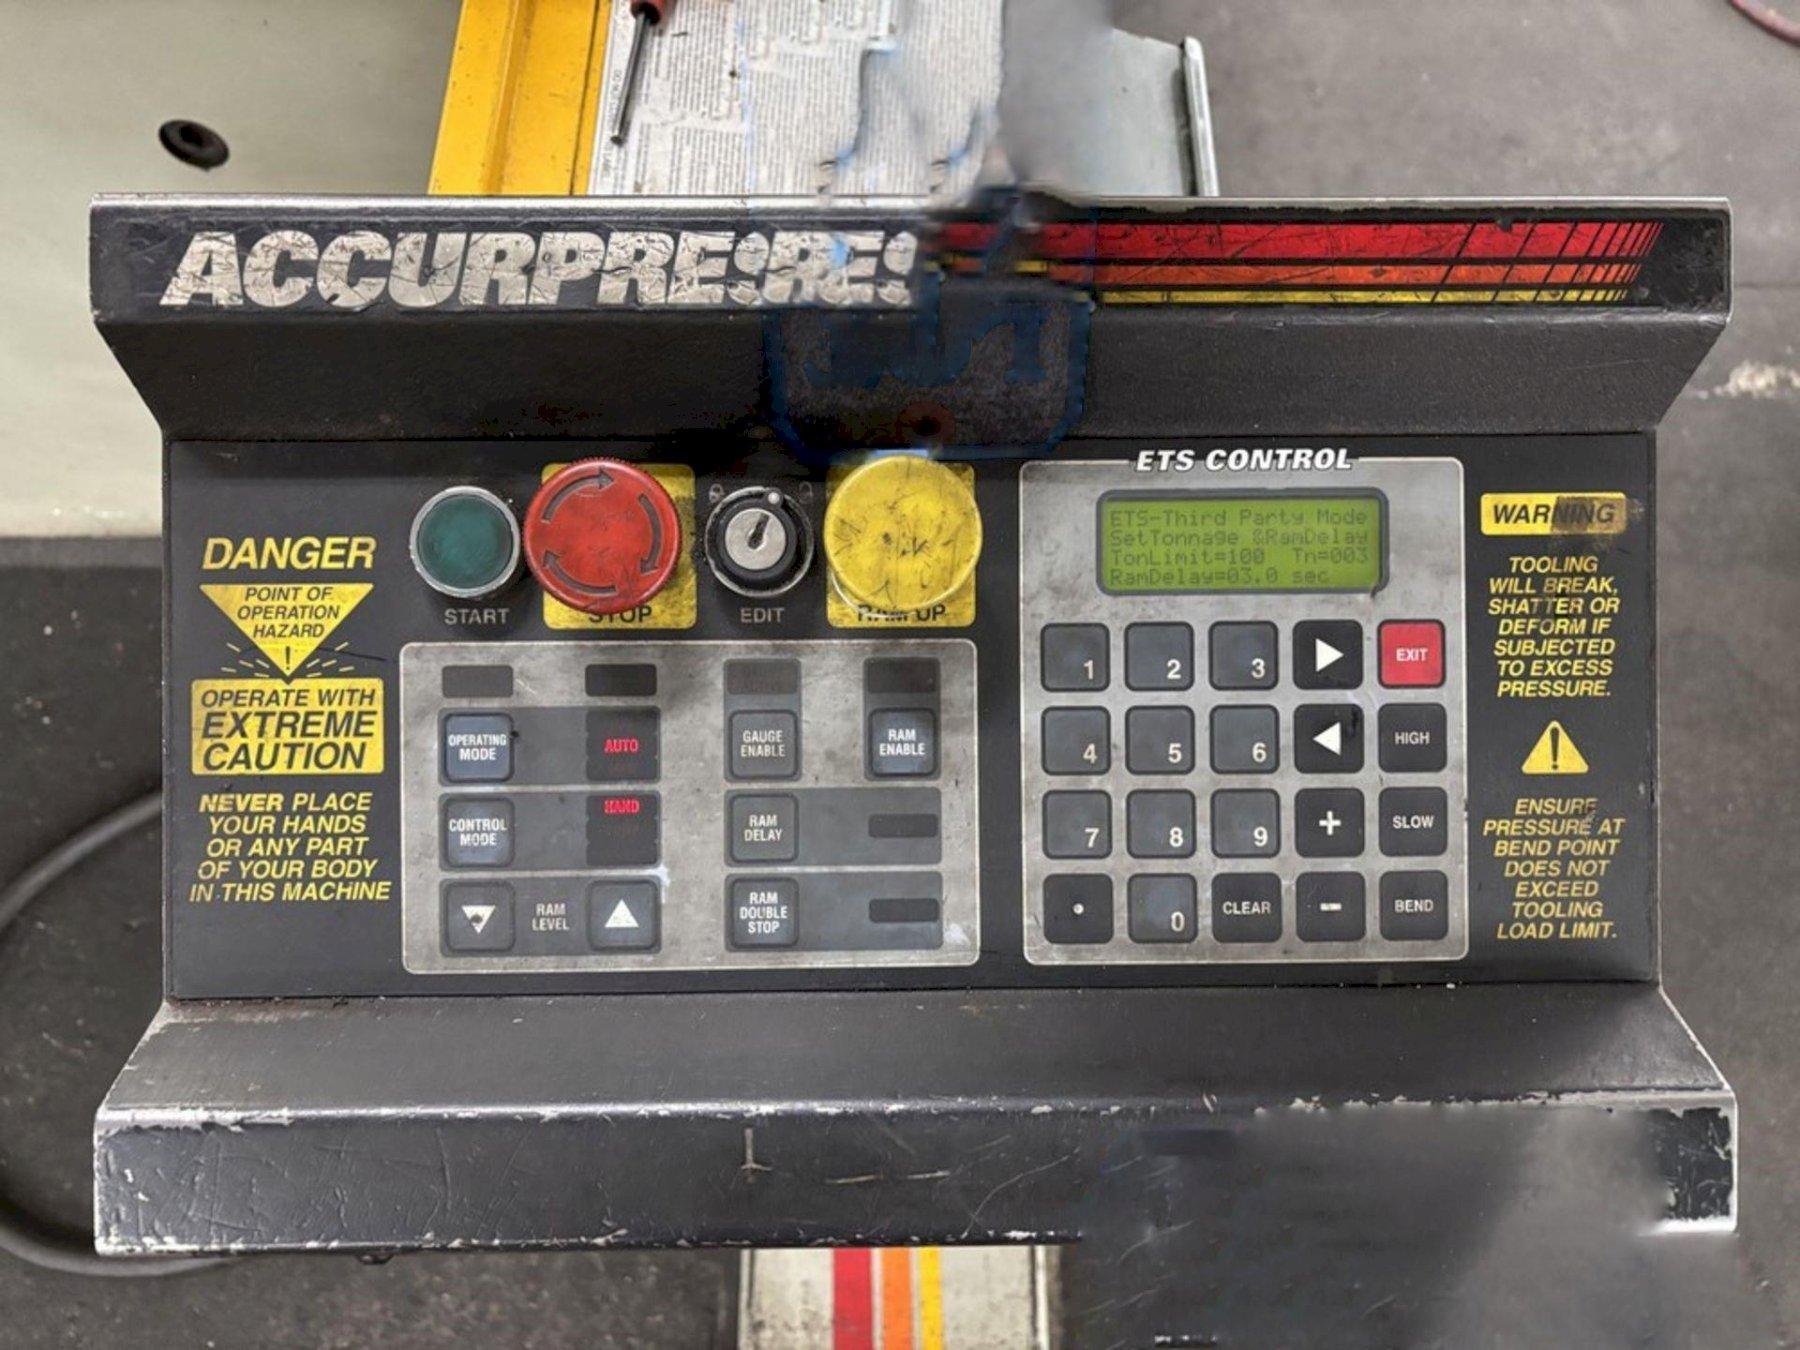 ETS CONTROL
DANGER
POINT OF
OPERATION
HAZARD
!
OPERATE WITH
EXTREME
CAUTION
NEVER PLACE
YOUR HANDS
OR ANY PART
OF YOUR BODY
IN THIS MACHINE
START
STOP
EDIT
RAM UP
OPERATING
MODE
AUTO
GAUGE
ENABLE
RAM
ENABLE
CONTROL
MODE
HAND
RAM
DELAY
RAM
LEVEL
RAM
DOUBLE
STOP
ETS-Third Party Mode
SetTonnage &RamDelay
TonLimit=100 Tn=003
RamDelay=03.0 sec
1 2 3 EXIT
4 5 6 HIGH
7 8 9 + SLOW
. 0 CLEAR - BEND
WARNING
TOOLING
WILL BREAK,
SHATTER OR
DEFORM IF
SUBJECTED
TO EXCESS
PRESSURE.
!
ENSURE
PRESSURE AT
BEND POINT
DOES NOT
EXCEED
TOOLING
LOAD LIMIT.